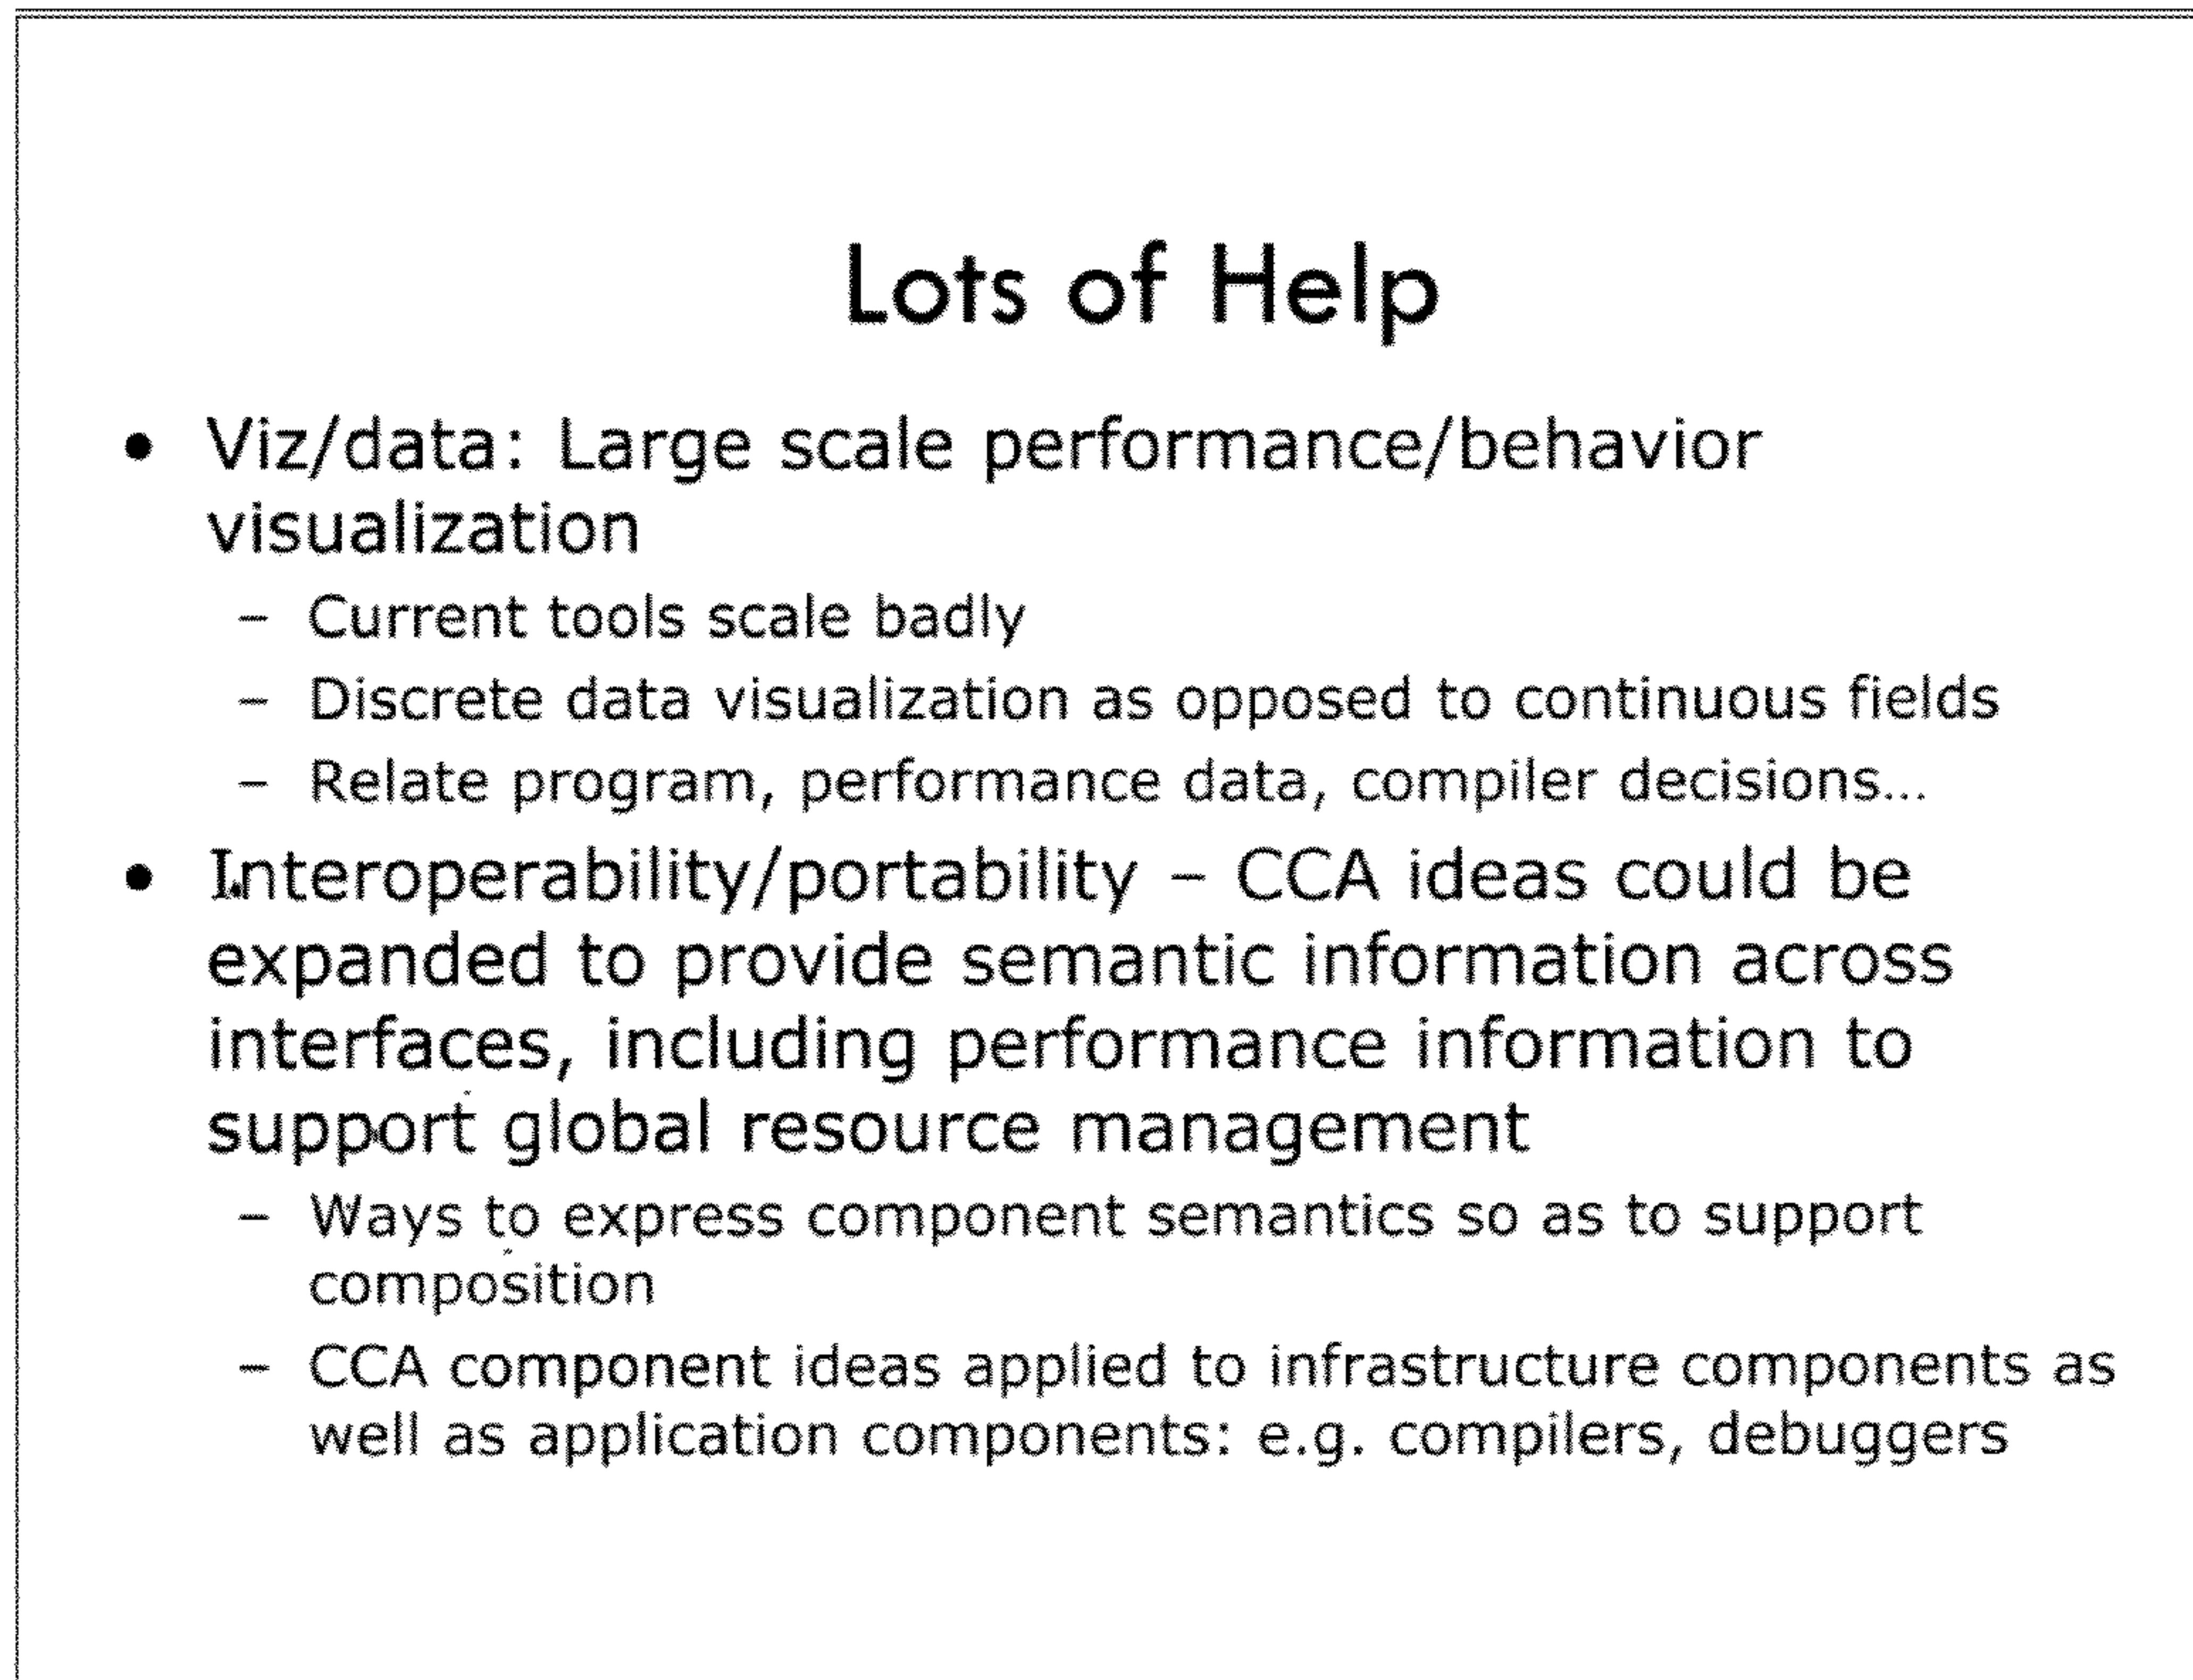 Lots of Help
• Viz/data: Large scale performance/behavior
visualization
– Current tools scale badly
– Discrete data visualization as opposed to continuous fields
– Relate program, performance data, compiler decisions...
• Interoperability/portability – CCA ideas could be
expanded to provide semantic information across
interfaces, including performance information to
support global resource management
– Ways to express component semantics so as to support
composition
– CCA component ideas applied to infrastructure components as
well as application components: e.g. compilers, debuggers